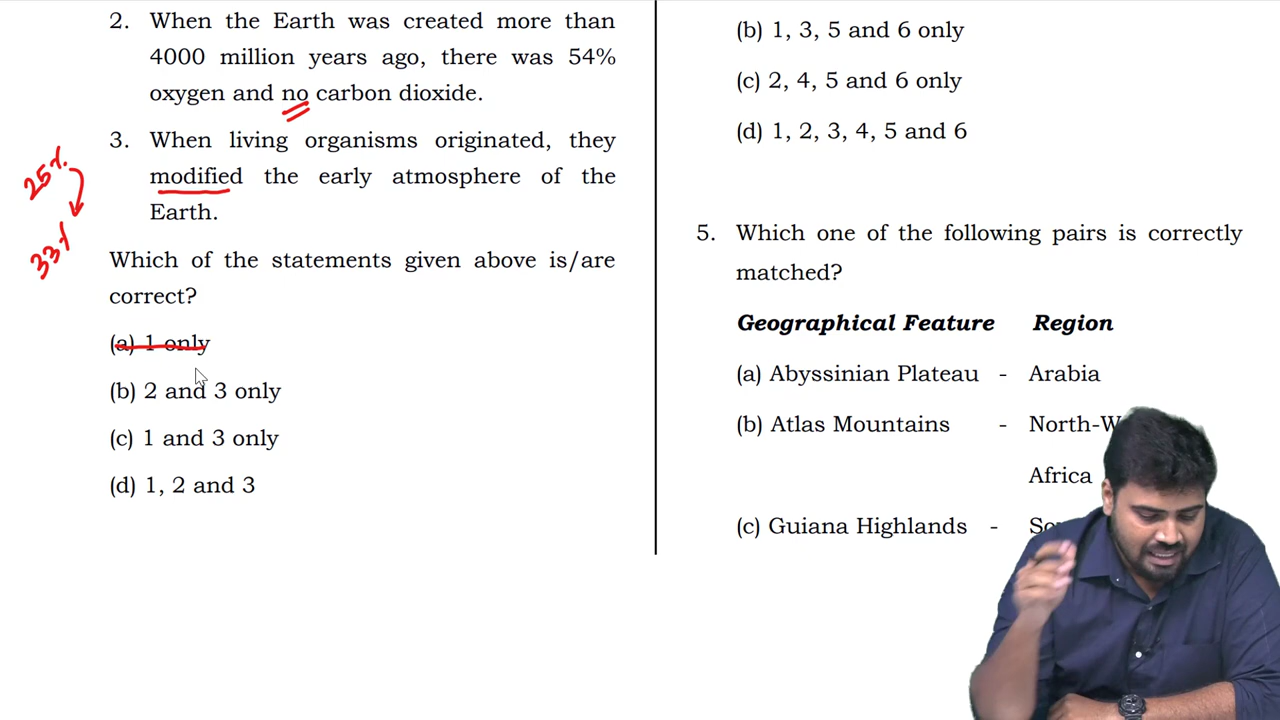 2. When the Earth was created more than
4000 million years ago, there was 54%
oxygen and no carbon dioxide.
3. When living organisms originated, they
modified the early atmosphere of the
Earth.
25%
33%
Which of the statements given above is/are
correct?
(a) 1 only
(b) 2 and 3 only
(c) 1 and 3 only
(d) 1, 2 and 3
(b) 1, 3, 5 and 6 only
(c) 2, 4, 5 and 6 only
(d) 1, 2, 3, 4, 5 and 6
5. Which one of the following pairs is correctly
matched?
Geographical Feature Region
(a) Abyssinian Plateau - Arabia
(b) Atlas Mountains - North-W
Africa
(c) Guiana Highlands -